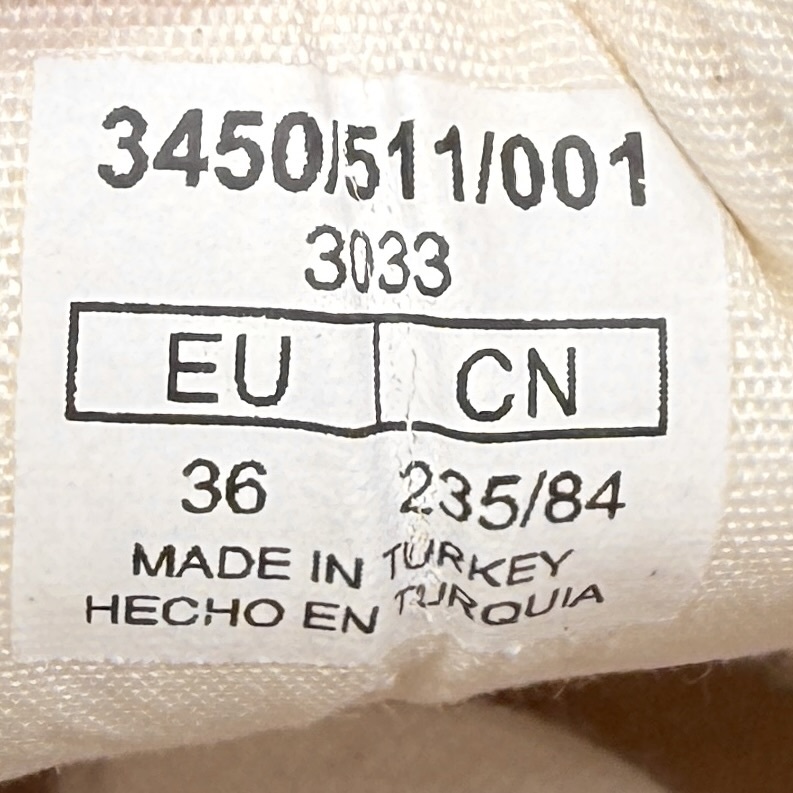 3450/511/001
3033
EU CN
36 235/84
MADE IN TURKEY
HECHO EN TURQUIA